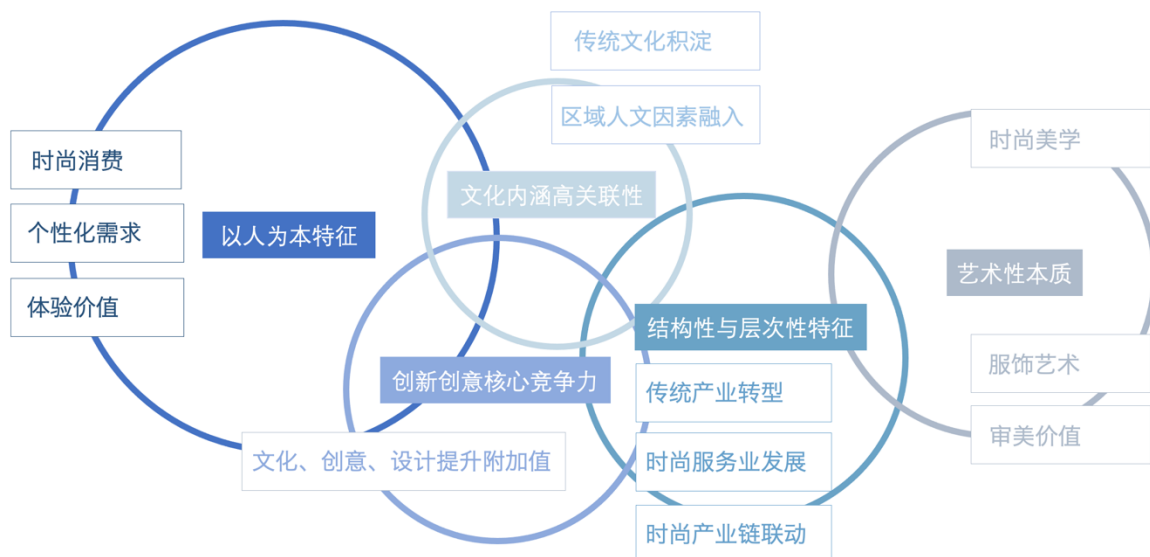 传统文化积淀
区域人文因素融入
时尚美学
时尚消费
文化内涵高关联性
个性化需求
以人为本特征
艺术性本质
体验价值
结构性与层次性特征
服饰艺术
创新创意核心竞争力
传统产业转型
审美价值
文化、创意、设计提升附加值
时尚服务业发展
时尚产业链联动